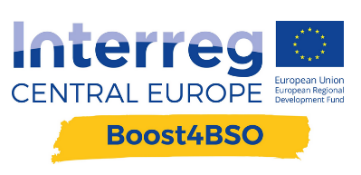 Interreg
CENTRAL EUROPE
European Union
European Regional
Development Fund
Boost4BSO